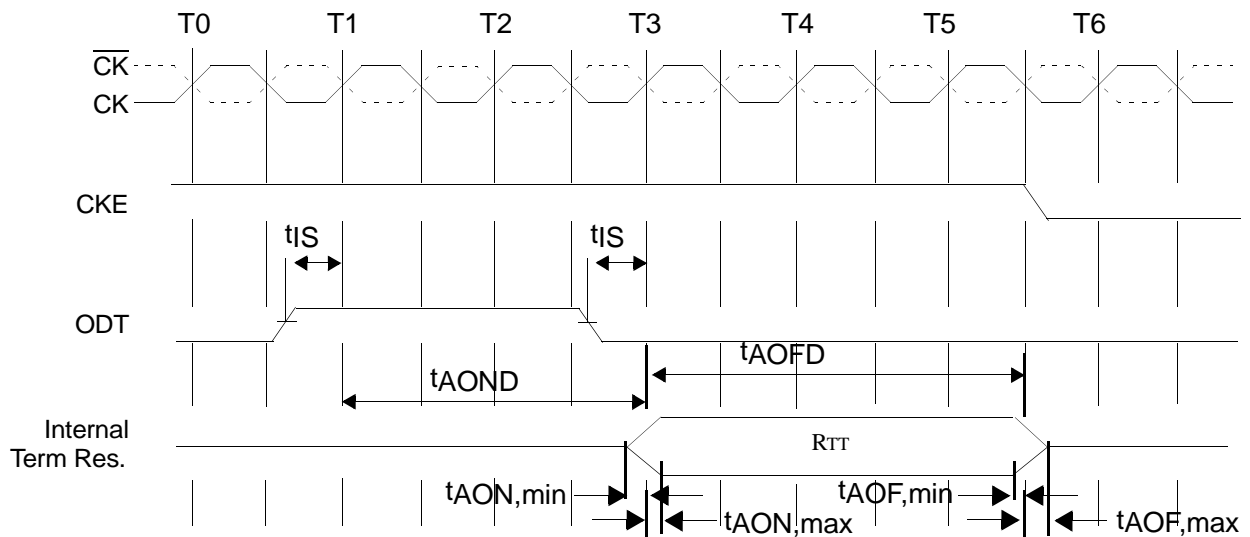 T0 T1 T2 T3 T4 T5 T6
CK
CK
CKE
tIS tIS
ODT
tAOFD
tAOND
Internal
Term Res.
RTT
tAON,min tAOF,min
tAON,max tAOF,max